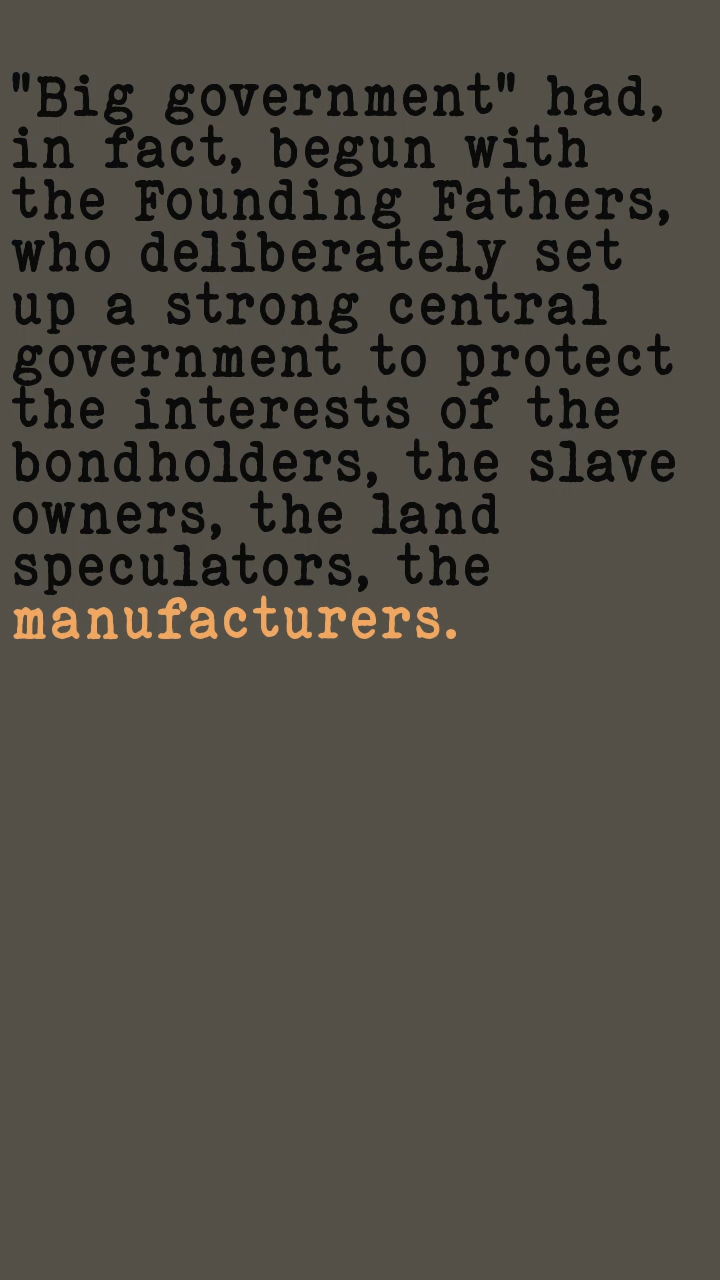 "Big government" had,
in fact, begun with
the Founding Fathers,
who deliberately set
up a strong central
government to protect
the interests of the
bondholders, the slave
owners, the land
speculators, the
manufacturers.